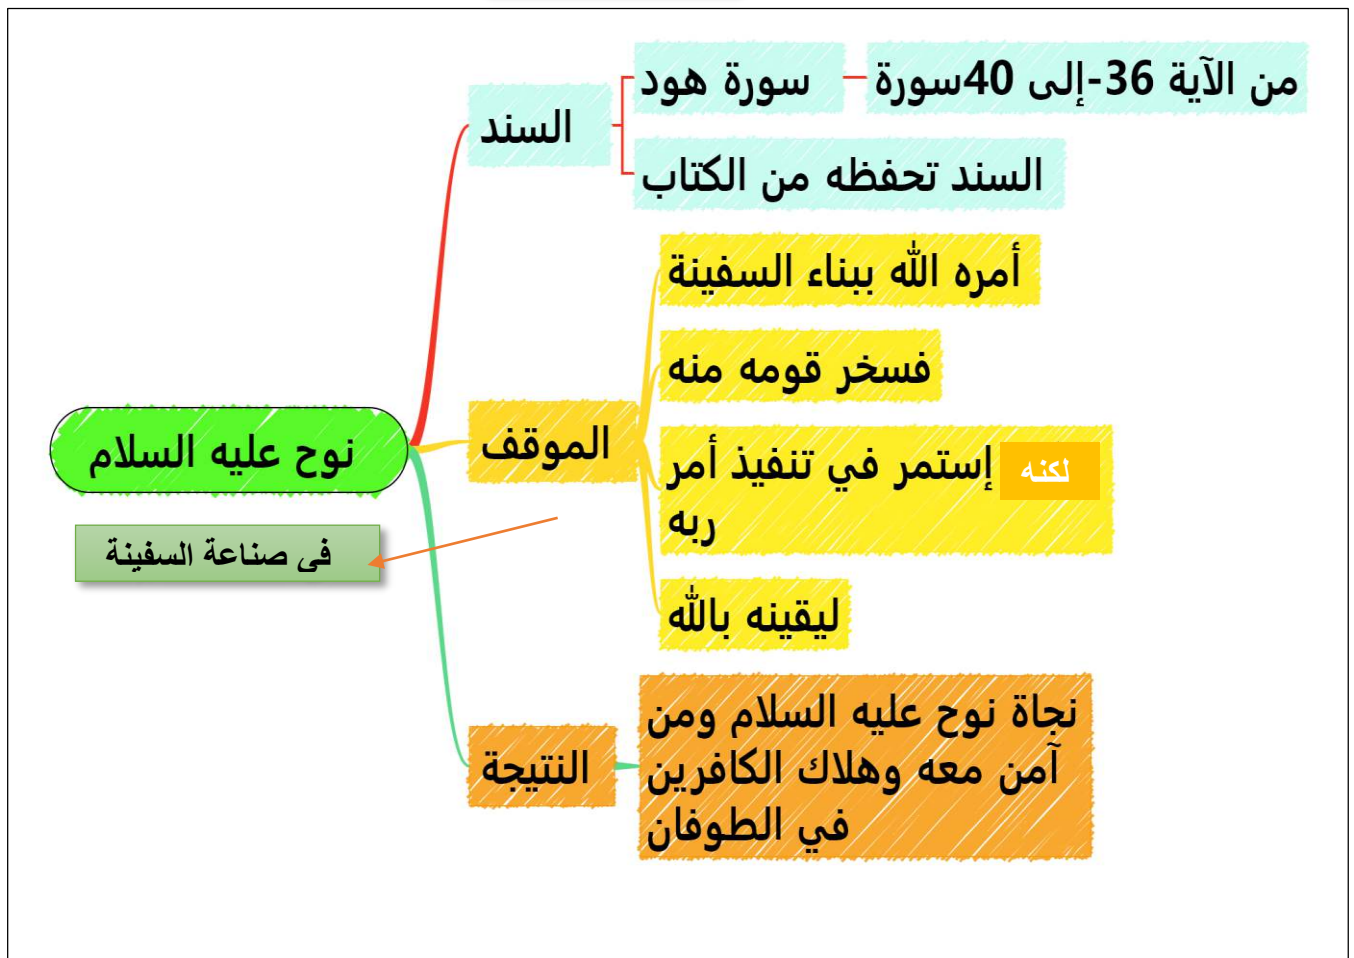 من الآية 36-إلى 40سورة
سورة هود
السند
السند تحفظه من الكتاب
أمره الله ببناء السفينة
فسخر قومه منه
الموقف
لكنه إستمر في تنفيذ أمر
ربه
نوح عليه السلام
في صناعة السفينة
ليقينه بالله
نجاة نوح عليه السلام ومن
آمن معه وهلاك الكافرين
في الطوفان
النتيجة